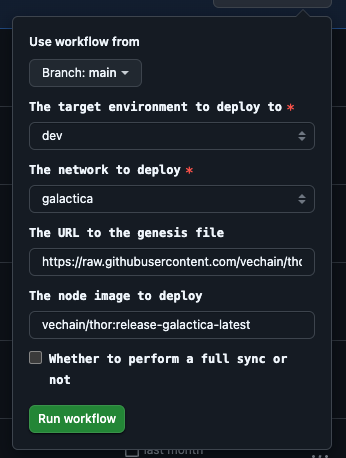 Use workflow from
Branch: main
The target environment to deploy to *
dev
The network to deploy *
galactica
The URL to the genesis file
https://raw.githubusercontent.com/vechain/tho
The node image to deploy
vechain/thor:release-galactica-latest
Whether to perform a full sync or
not
Run workflow
last month